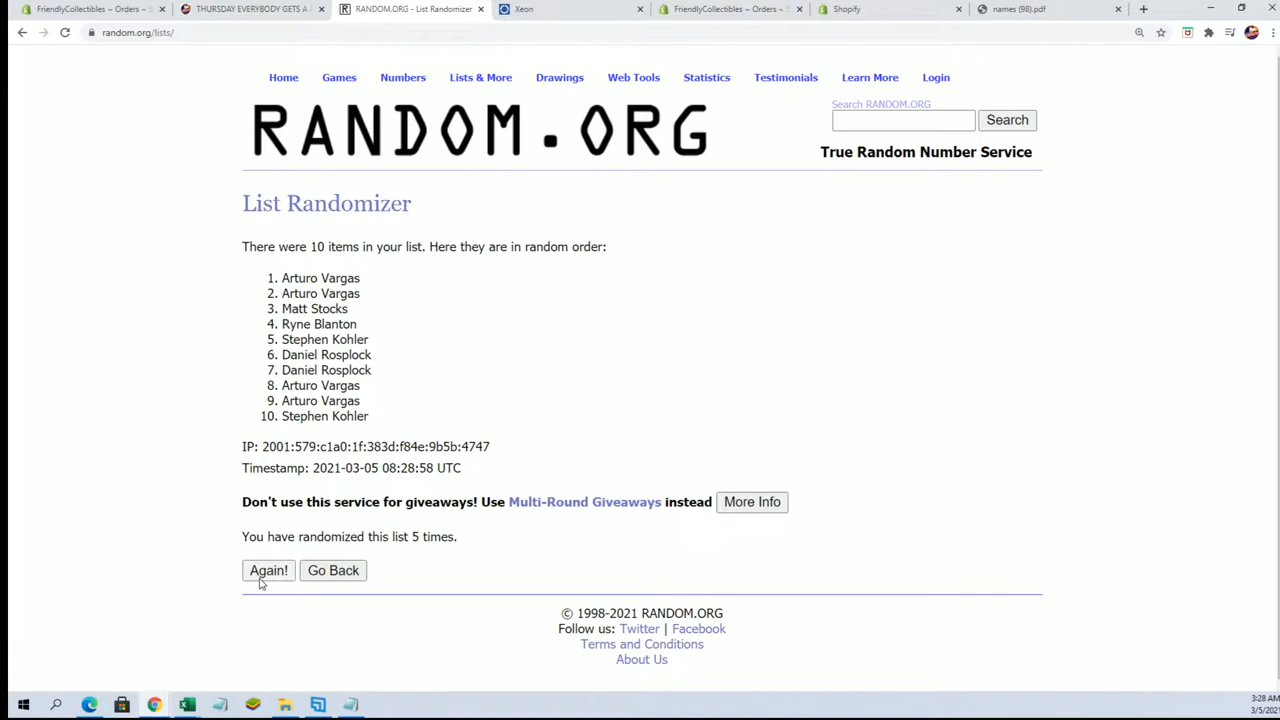 FriendlyCollectibles ~ Orders ~ S
THURSDAY EVERYBODY GETS A
RANDOM.ORG - List Randomizer
Xeon
FriendlyCollectibles ~ Orders ~ S
Shopify
names (98).pdf
random.org/lists/
Home Games Numbers Lists & More Drawings Web Tools Statistics Testimonials Learn More Login
RANDOM.ORG
Search RANDOM.ORG
Search
True Random Number Service
List Randomizer
There were 10 items in your list. Here they are in random order:
1. Arturo Vargas
2. Arturo Vargas
3. Matt Stocks
4. Ryne Blanton
5. Stephen Kohler
6. Daniel Rosplock
7. Daniel Rosplock
8. Arturo Vargas
9. Arturo Vargas
10. Stephen Kohler
IP: 2001:579:c1a0:1f:383d:f84e:9b5b:4747
Timestamp: 2021-03-05 08:28:58 UTC
Don't use this service for giveaways! Use Multi-Round Giveaways instead More Info
You have randomized this list 5 times.
Again! Go Back
© 1998-2021 RANDOM.ORG
Follow us: Twitter | Facebook
Terms and Conditions
About Us
3:28 AM
3/5/2021